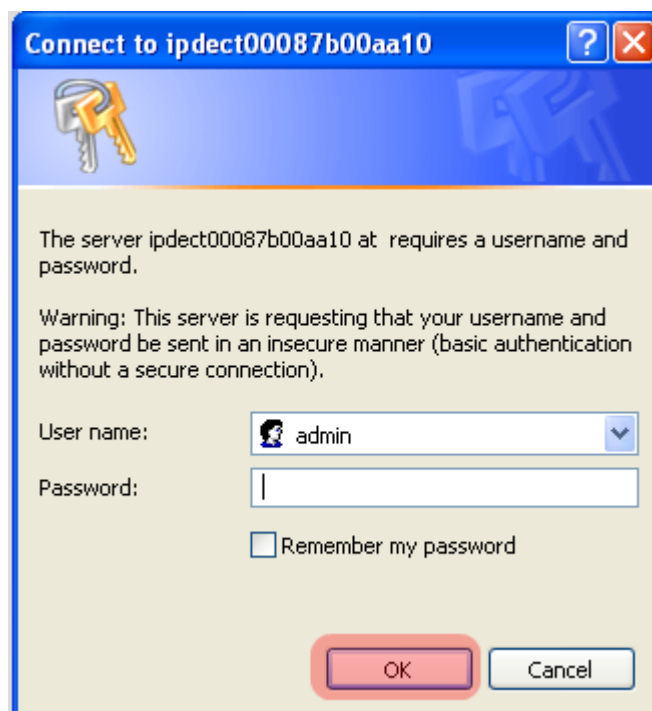 Connect to ipdect00087b00aa10
?
The server ipdect00087b00aa10 at  requires a username and
password.
Warning: This server is requesting that your username and
password be sent in an insecure manner (basic authentication
without a secure connection).
User name:
admin
Password:
Remember my password
OK
Cancel